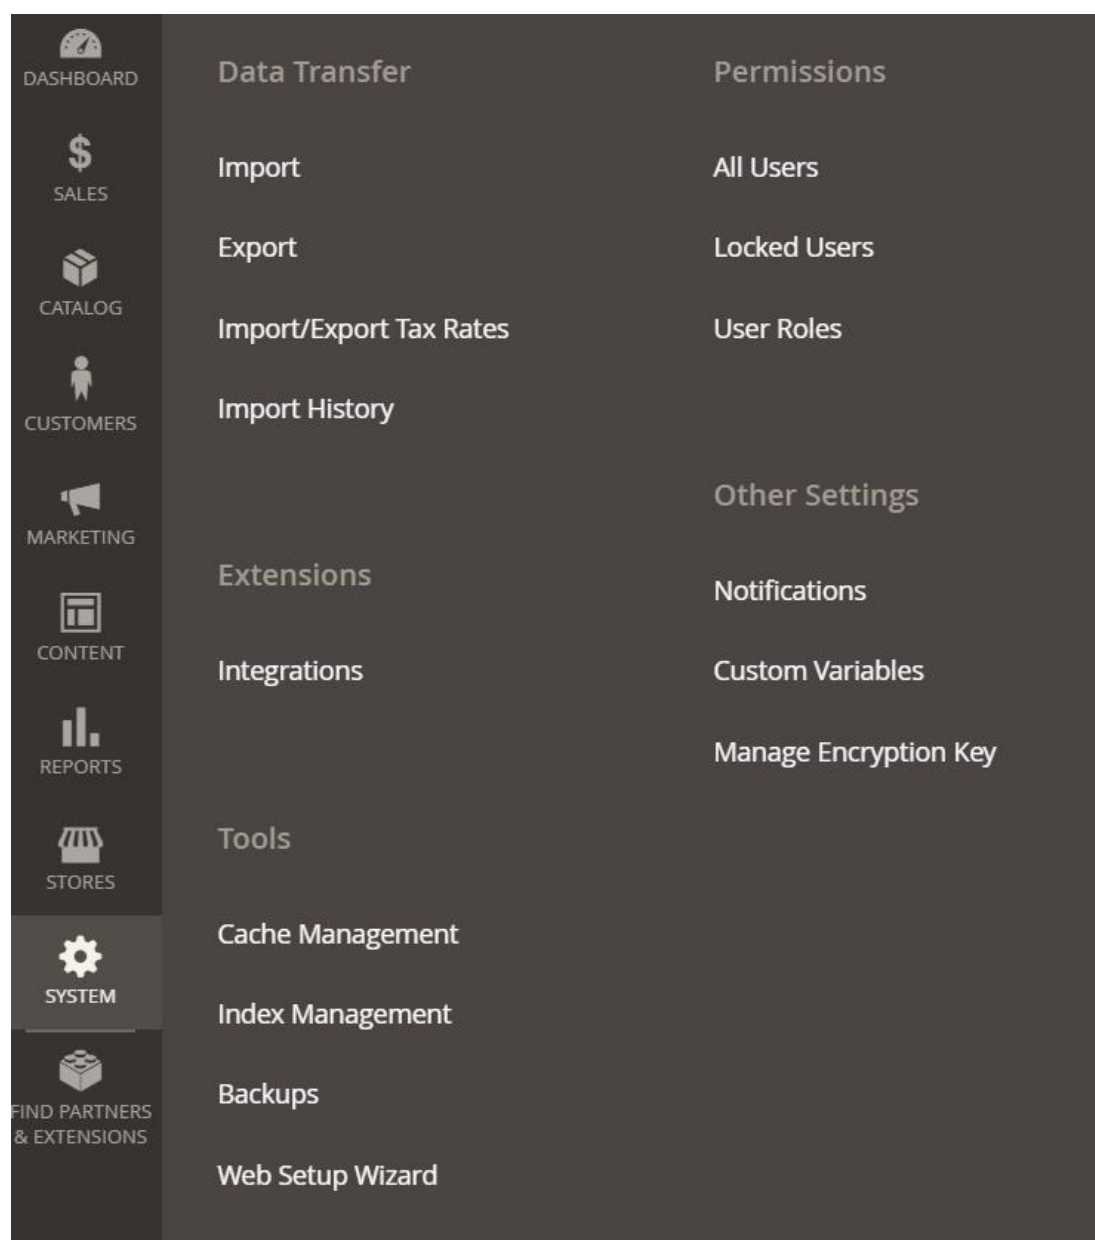 DASHBOARD
SALES
CATALOG
CUSTOMERS
MARKETING
CONTENT
REPORTS
STORES
SYSTEM
FIND PARTNERS
& EXTENSIONS
Data Transfer
Import
Export
Import/Export Tax Rates
Import History
Extensions
Integrations
Tools
Cache Management
Index Management
Backups
Web Setup Wizard
Permissions
All Users
Locked Users
User Roles
Other Settings
Notifications
Custom Variables
Manage Encryption Key